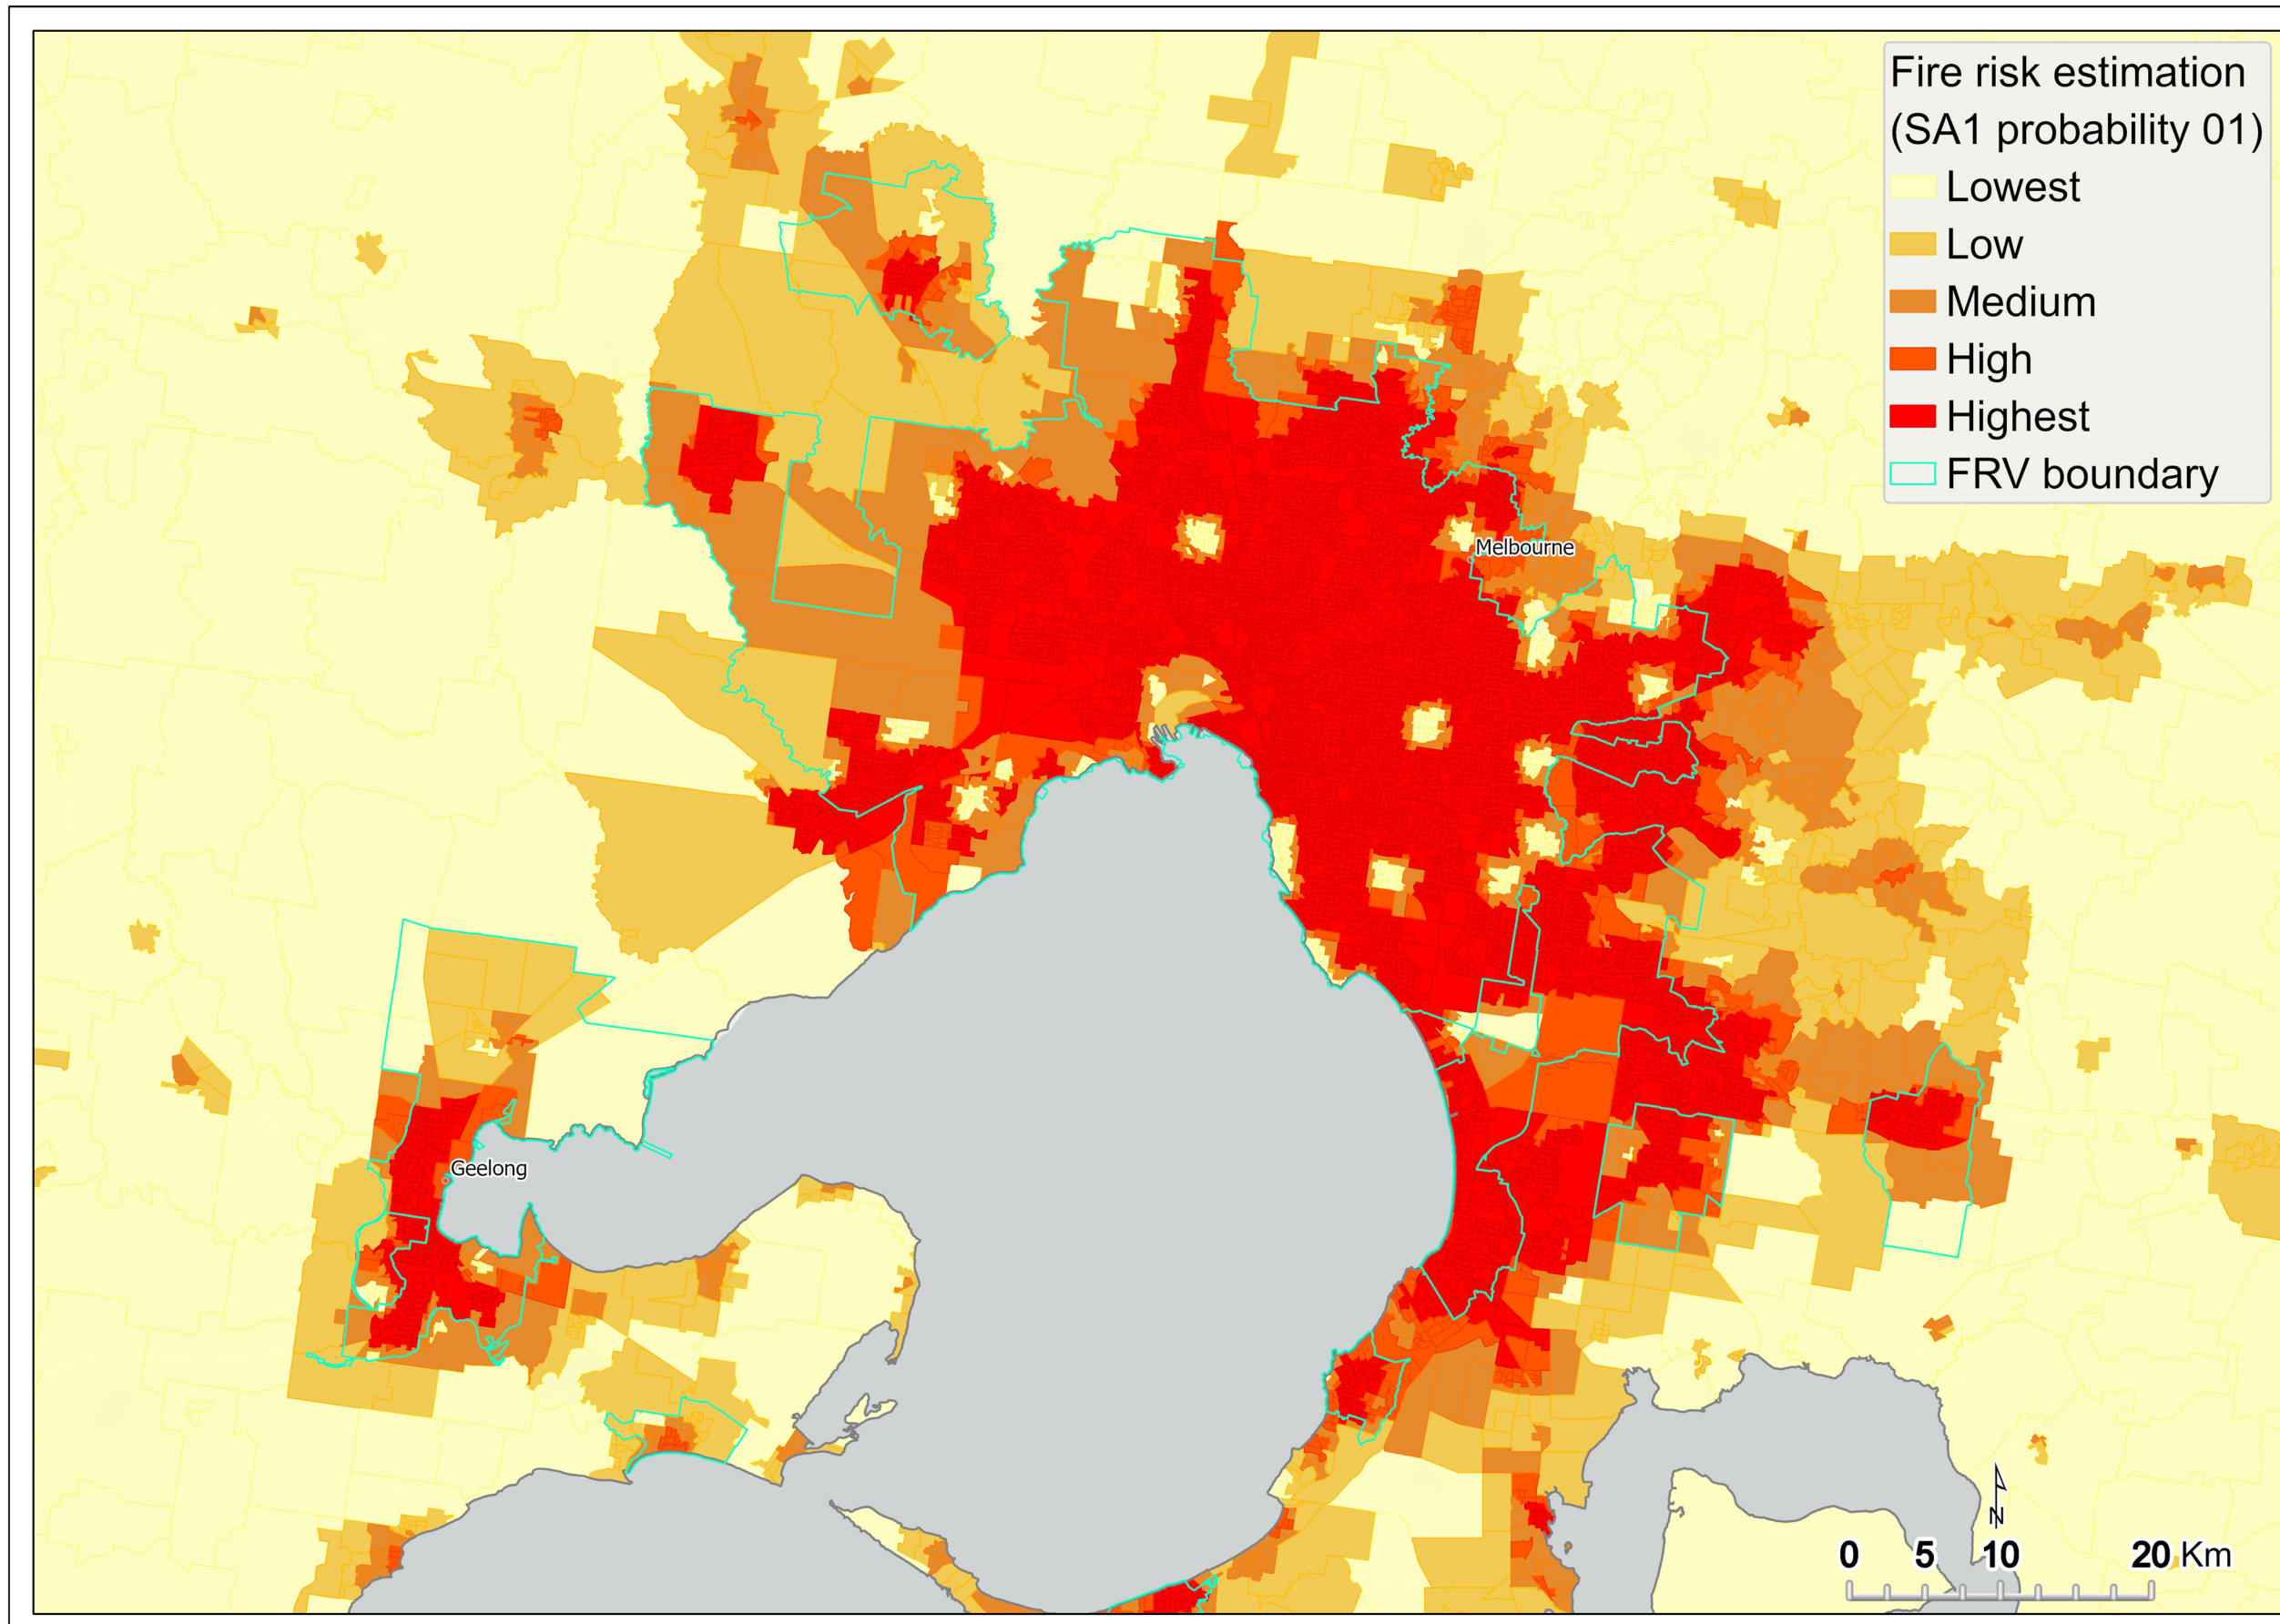 Fire risk estimation
(SA1 probability 01)
Lowest
Low
Medium
High
Highest
FRV boundary
Melbourne
Geelong
N
0 5 10 20 Km